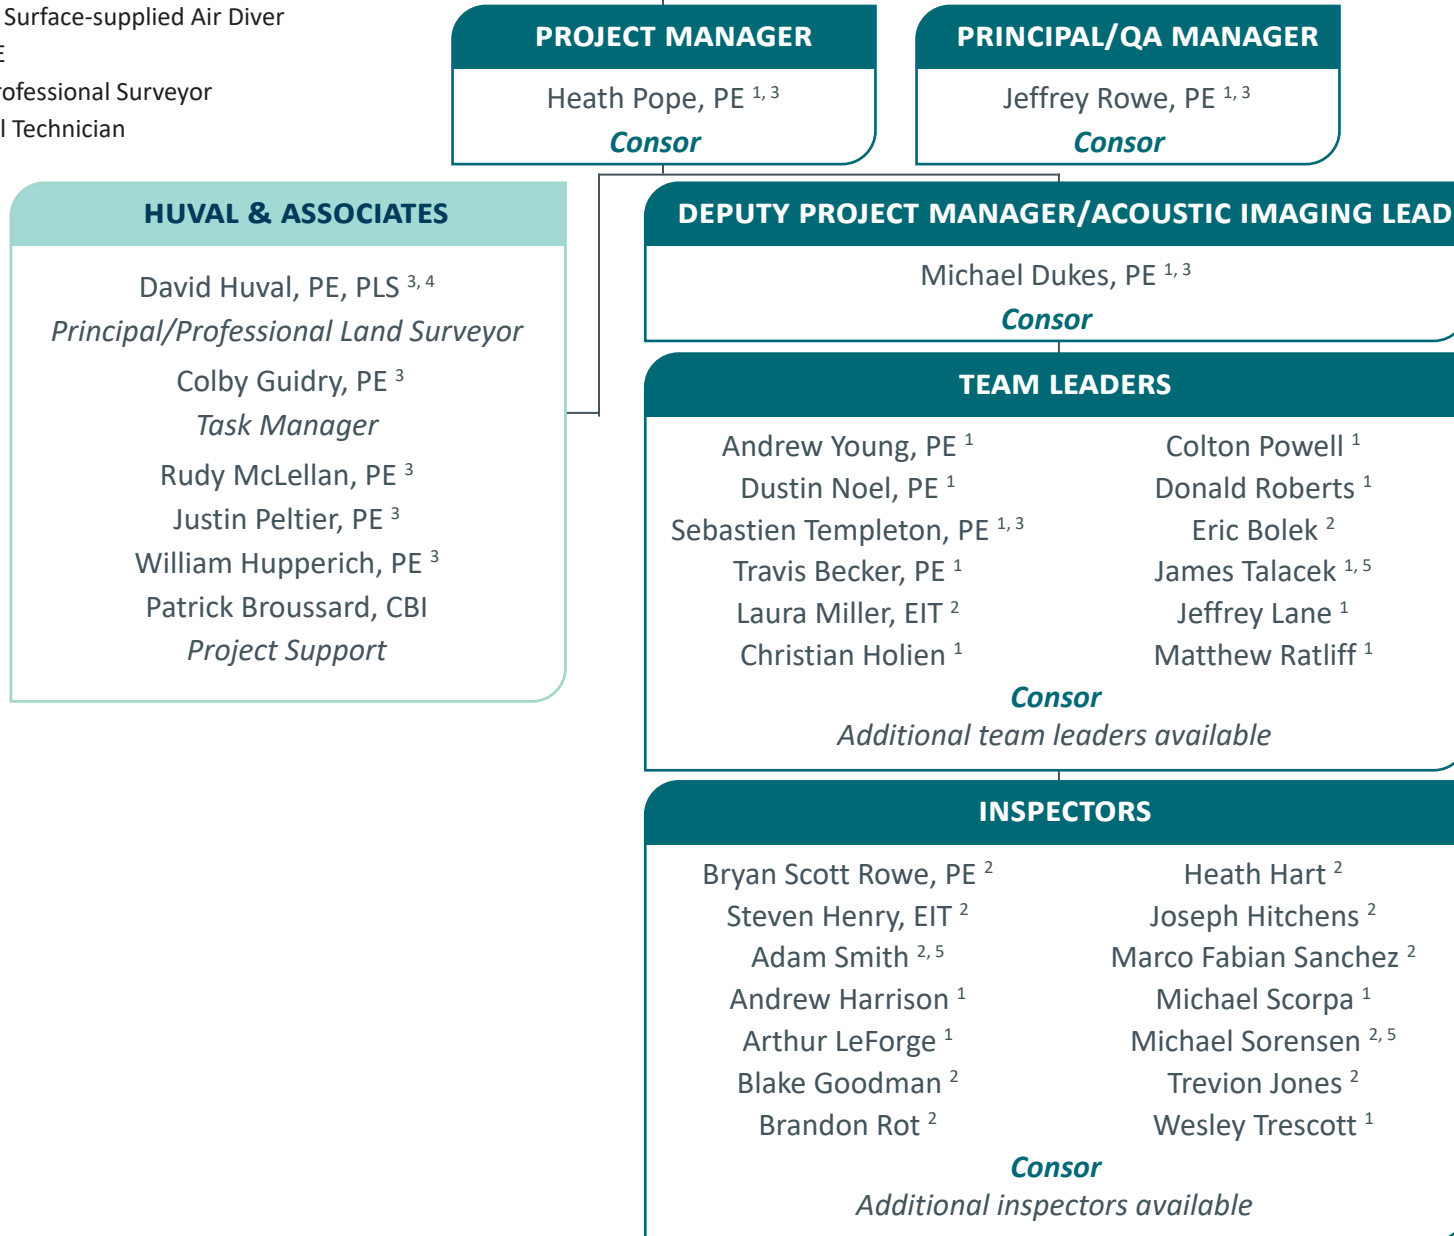 Surface-supplied Air Diver
Professional Surveyor
Technician
PROJECT MANAGER
Heath Pope, PE 1, 3
Consor
PRINCIPAL/QA MANAGER
Jeffrey Rowe, PE 1, 3
Consor
HUVAL & ASSOCIATES
David Huval, PE, PLS 3, 4
Principal/Professional Land Surveyor
Colby Guidry, PE 3
Task Manager
Rudy McLellan, PE 3
Justin Peltier, PE 3
William Hupperich, PE 3
Patrick Broussard, CBI
Project Support
DEPUTY PROJECT MANAGER/ACOUSTIC IMAGING LEAD
Michael Dukes, PE 1, 3
Consor
TEAM LEADERS
Andrew Young, PE 1
Dustin Noel, PE 1
Sebastien Templeton, PE 1, 3
Travis Becker, PE 1
Laura Miller, EIT 2
Christian Holien 1
Colton Powell 1
Donald Roberts 1
Eric Bolek 2
James Talacek 1, 5
Jeffrey Lane 1
Matthew Ratliff 1
Consor
Additional team leaders available
INSPECTORS
Bryan Scott Rowe, PE 2
Steven Henry, EIT 2
Adam Smith 2, 5
Andrew Harrison 1
Arthur LeForge 1
Blake Goodman 2
Brandon Rot 2
Heath Hart 2
Joseph Hitchens 2
Marco Fabian Sanchez 2
Michael Scorpa 1
Michael Sorensen 2, 5
Trevion Jones 2
Wesley Trescott 1
Consor
Additional inspectors available